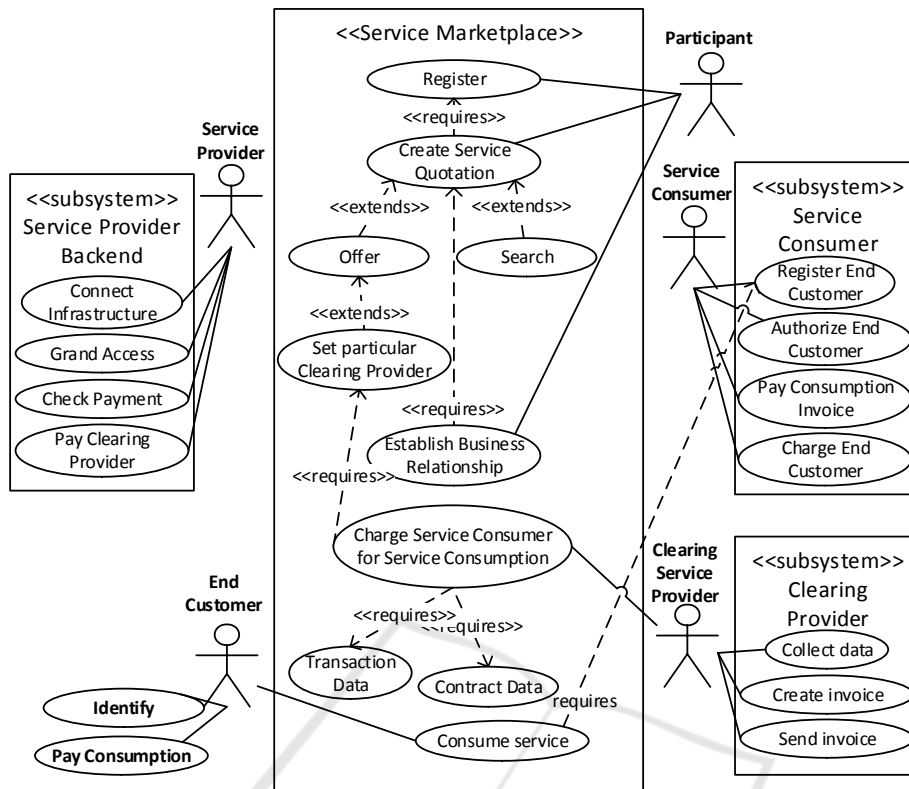 <<Service Marketplace>>
Participant
Register
<<requires>>
Service
Provider
Create Service
Quotation
Service
Consumer
<<subsystem>>
Service Provider
Backend
<<extends>>
<<extends>>
<<subsystem>>
Service
Consumer
Offer
Search
Register End
Customer
Connect
Infrastructure
<<extends>>
Authorize End
Customer
Grand Access
Set particular
Clearing Provider
Check Payment
Pay Consumption
Invoice
<<requires>>
Pay Clearing
Provider
Establish Business
Relationship
Charge End
Customer
<<requires>>
Charge Service Consumer
for Service Consumption
Clearing
Service
Provider
<<subsystem>>
Clearing
Provider
End
Customer
<<requires>>
<<requires>>
Collect data
Transaction
Data
Contract Data
Create invoice
requires
Identify
Consume service
Send invoice
Pay Consumption